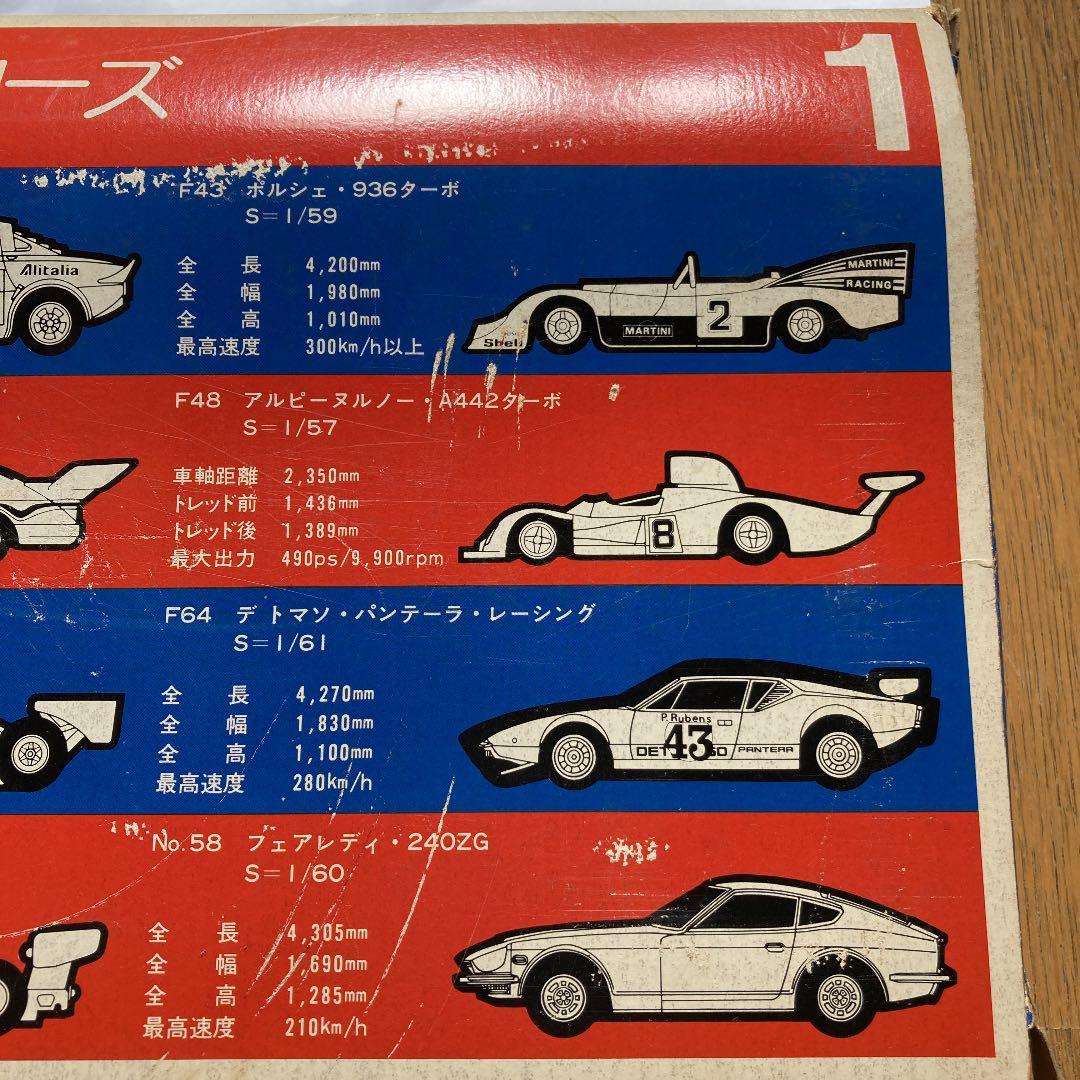 リーズ
1
F43 ポルシェ・936ターボ
S=1/59
全長 4,200mm
全幅 1,980mm
全高 1,010mm
最高速度 300km/h以上
Alitalia
MARTINI
RACING
2
MARTINI
Shell
F48 アルピーヌルノー・A442ターボ
S=1/57
車軸距離 2,350mm
トレッド前 1,436mm
トレッド後 1,389mm
最大出力 490ps/9,900rpm
8
F64 デ トマソ・パンテーラ・レーシング
S=1/61
全長 4,270mm
全幅 1,830mm
全高 1,100mm
最高速度 280km/h
P.Rubens
43
PANTERA
No.58 フェアレディ・240ZG
S=1/60
全長 4,305mm
全幅 1,690mm
全高 1,285mm
最高速度 210km/h